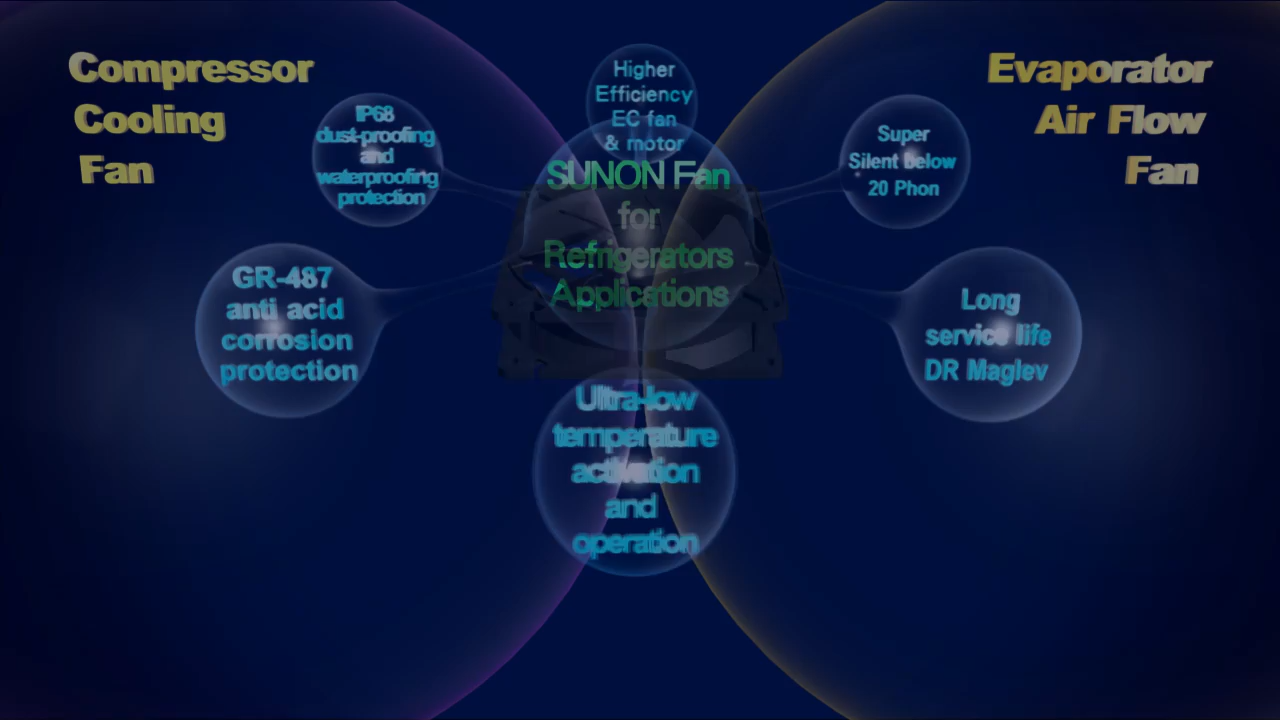 Compressor
Cooling
Fan
IP68
dust-proofing
and
waterproofing
protection
Higher
Efficiency
EC fan
& motor
Super
Silent below
20 Phon
Evaporator
Air Flow
Fan
SUNON Fan
for
Refrigerators
Applications
GR-487
anti acid
corrosion
protection
Long
service life
DR Maglev
Ultra-low
temperature
activation
and
operation